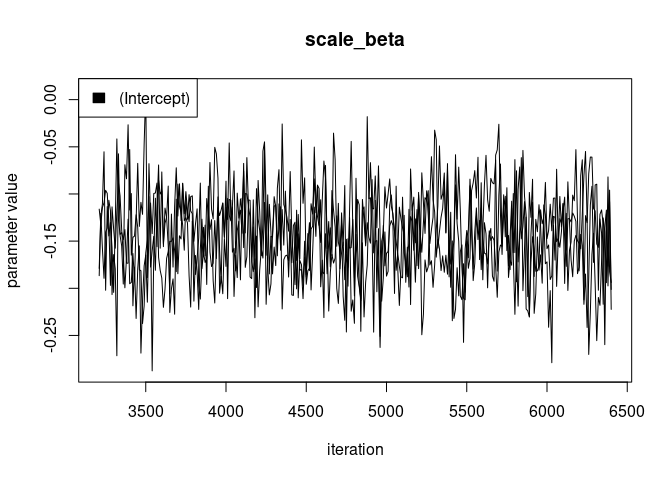 scale_beta
(Intercept)
parameter value
0.00
-0.05
-0.15
-0.25
3500 4000 4500 5000 5500 6000 6500
iteration